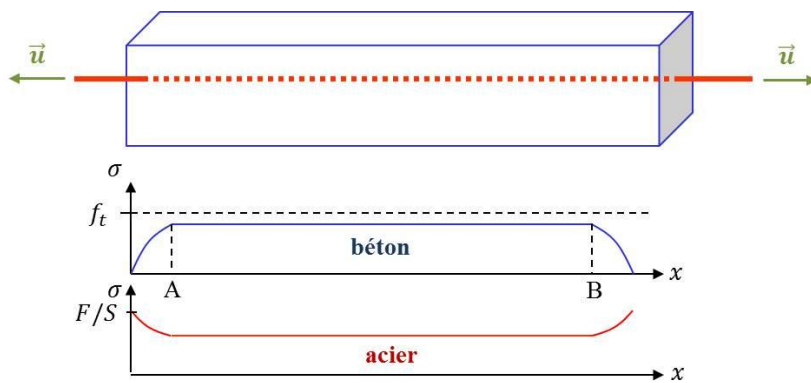 u⃗ u⃗
σ
f_t
béton
A B x
σ
F/S
acier
x